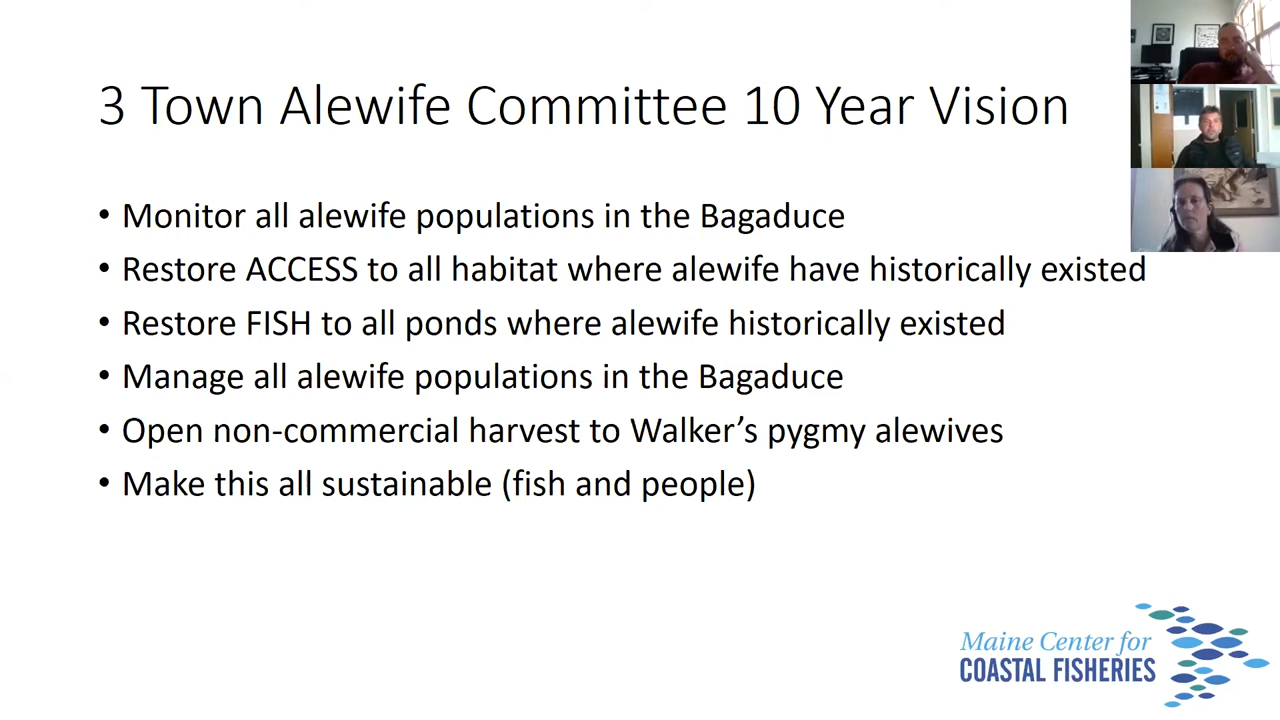 3 Town Alewife Committee 10 Year Vision
• Monitor all alewife populations in the Bagaduce
• Restore ACCESS to all habitat where alewife have historically existed
• Restore FISH to all ponds where alewife historically existed
• Manage all alewife populations in the Bagaduce
• Open non-commercial harvest to Walker’s pygmy alewives
• Make this all sustainable (fish and people)
Maine Center for
COASTAL FISHERIES